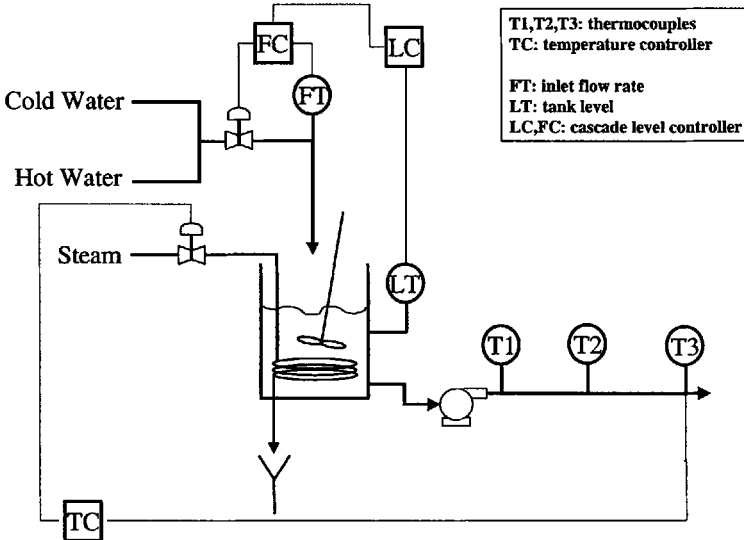 FC
LC
T1,T2,T3: thermocouples
TC: temperature controller
FT: inlet flow rate
LT: tank level
LC,FC: cascade level controller
FT
Cold Water
Hot Water
Steam
LT
T1
T2
T3
TC